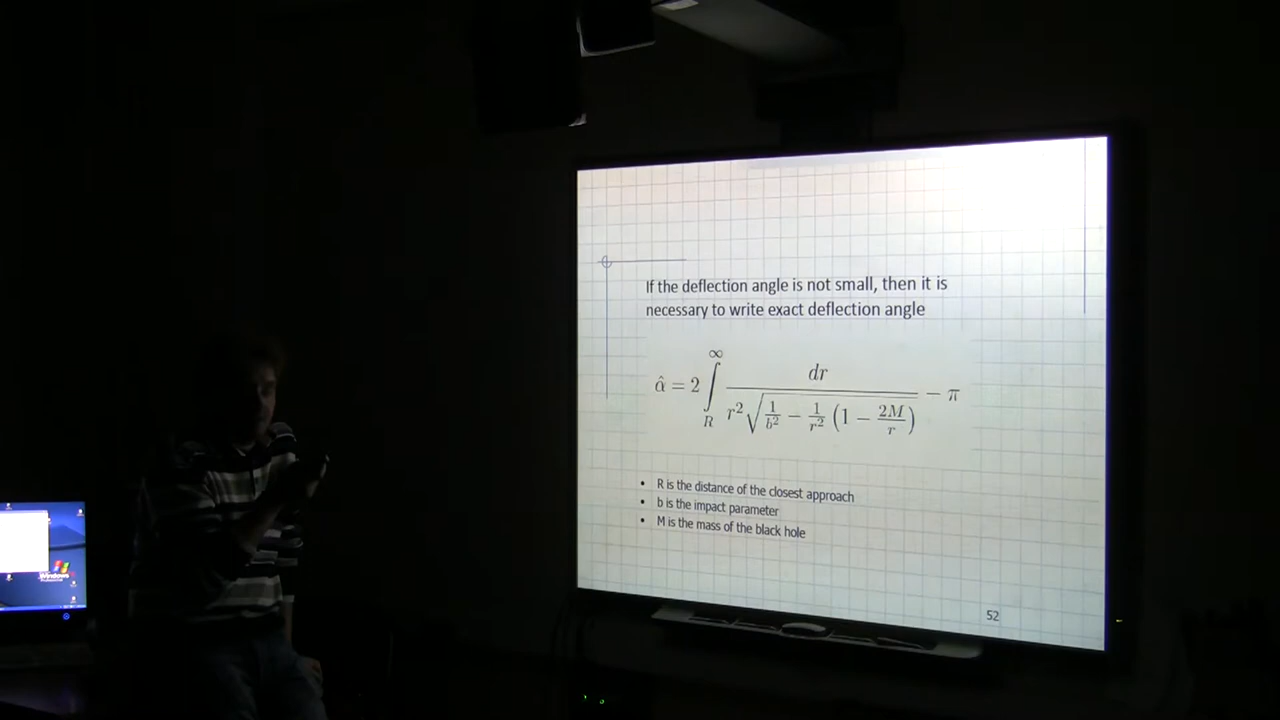 If the deflection angle is not small, then it is
necessary to write exact deflection angle
α̂ = 2 ∫_R^∞ dr / (r² √(1/b² − 1/r² (1 − 2M/r))) − π
• R is the distance of the closest approach
• b is the impact parameter
• M is the mass of the black hole
52
Windows